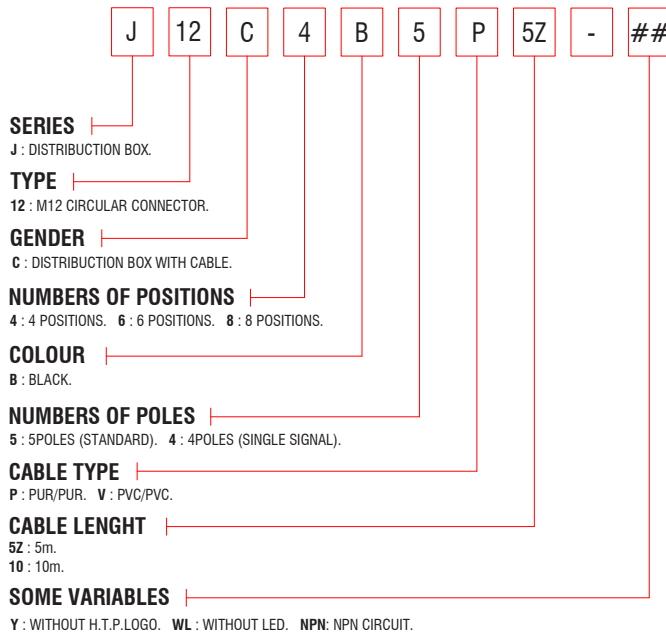 J 12 C 4 B 5 P 5Z - ##
SERIES
J : DISTRIBUCTION BOX.
TYPE
12 : M12 CIRCULAR CONNECTOR.
GENDER
C : DISTRIBUCTION BOX WITH CABLE.
NUMBERS OF POSITIONS
4 : 4 POSITIONS. 6 : 6 POSITIONS. 8 : 8 POSITIONS.
COLOUR
B : BLACK.
NUMBERS OF POLES
5 : 5POLES (STANDARD). 4 : 4POLES (SINGLE SIGNAL).
CABLE TYPE
P : PUR/PUR. V : PVC/PVC.
CABLE LENGHT
5Z : 5m.
10 : 10m.
SOME VARIABLES
Y : WITHOUT H.T.P.LOGO. WL : WITHOUT LED. NPN: NPN CIRCUIT.